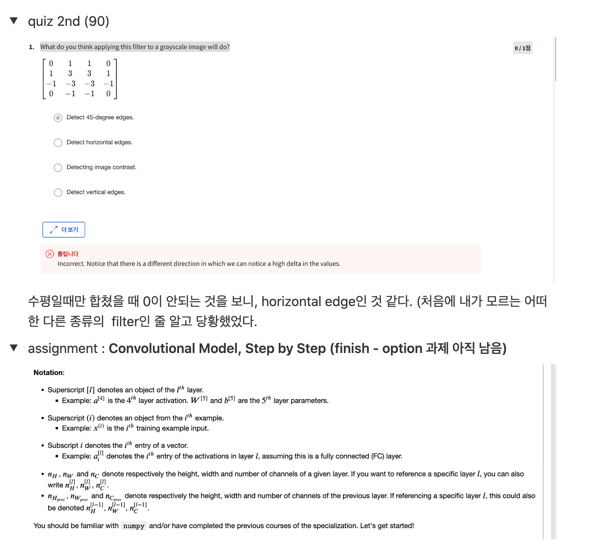 ▼ quiz 2nd (90)
1. What do you think applying this filter to a grayscale image will do?
0/1점
0 1 1 0
1 3 3 1
−1 −3 −3 −1
0 −1 −1 0
Detect 45-degree edges.
Detect horizontal edges.
Detecting image contrast.
Detect vertical edges.
더 보기
틀립니다
Incorrect. Notice that there is a different direction in which we can notice a high delta in the values.
수평일때만 합쳤을 때 0이 안되는 것을 보니, horizontal edge인 것 같다. (처음에 내가 모르는 어떠
한 다른 종류의 filter인 줄 알고 당황했었다.
▼ assignment : Convolutional Model, Step by Step (finish - option 과제 아직 남음)
Notation:
• Superscript [l] denotes an object of the l^th layer.
▪ Example: a^[4] is the 4^th layer activation. W^[5] and b^[5] are the 5^th layer parameters.
• Superscript (i) denotes an object from the i^th example.
▪ Example: x^(i) is the i^th training example input.
• Subscript i denotes the i^th entry of a vector.
▪ Example: a_i^[l] denotes the i^th entry of the activations in layer l, assuming this is a fully connected (FC) layer.
• n_H, n_W and n_C denote respectively the height, width and number of channels of a given layer. If you want to reference a specific layer l, you can also
write n_H^[l], n_W^[l], n_C^[l].
• n_H_prev, n_W_prev and n_C_prev denote respectively the height, width and number of channels of the previous layer. If referencing a specific layer l, this could also
be denoted n_H^[l−1], n_W^[l−1], n_C^[l−1].
You should be familiar with numpy and/or have completed the previous courses of the specialization. Let's get started!